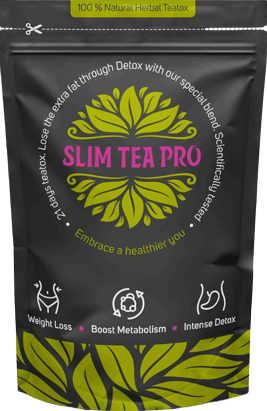 100 % Natural Herbal Teatox
• 21 days teatox. Lose the extra fat through Detox with our special blend. Scientifically tested •
SLIM TEA PRO
Embrace a healthier you
Weight Loss • Boost Metabolism • Intense Detox